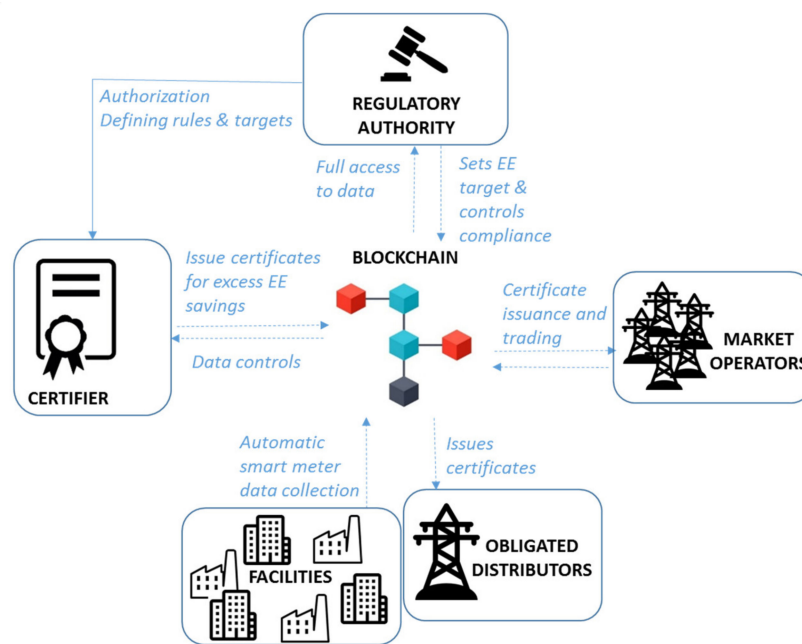 REGULATORY
AUTHORITY
Authorization
Defining rules & targets
Full access
to data
Sets EE
target &
controls
compliance
BLOCKCHAIN
Issue certificates
for excess EE
savings
Data controls
CERTIFIER
Certificate
issuance and
trading
MARKET
OPERATORS
Automatic
smart meter
data collection
Issues
certificates
FACILITIES
OBLIGATED
DISTRIBUTORS